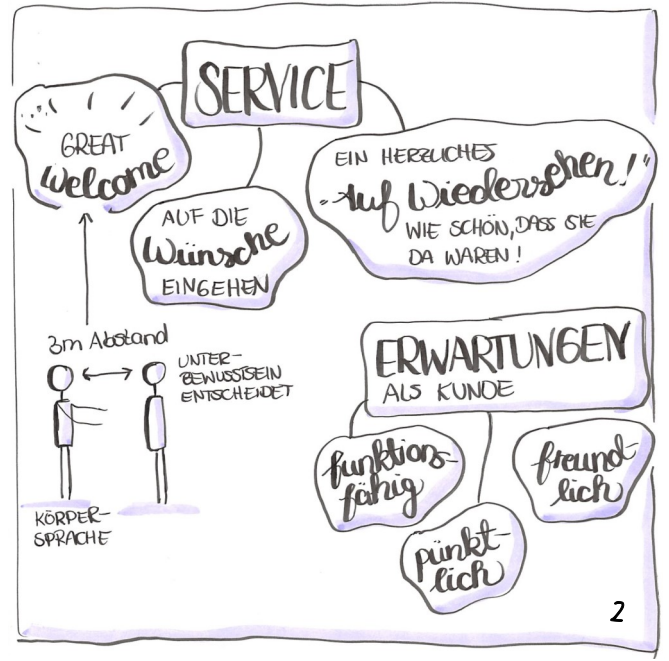 SERVICE
GREAT
welcome
AUF DIE
Wünsche
EINGEHEN
EIN HERZLICHES
"Auf Wiedersehen!"
WIE SCHÖN, DASS SIE
DA WAREN!
3m Abstand
UNTER-
BEWUSSTSEIN
ENTSCHEIDET
KÖRPER-
SPRACHE
ERWARTUNGEN
ALS KUNDE
funktions-
fähig
freund-
lich
pünkt-
lich
2